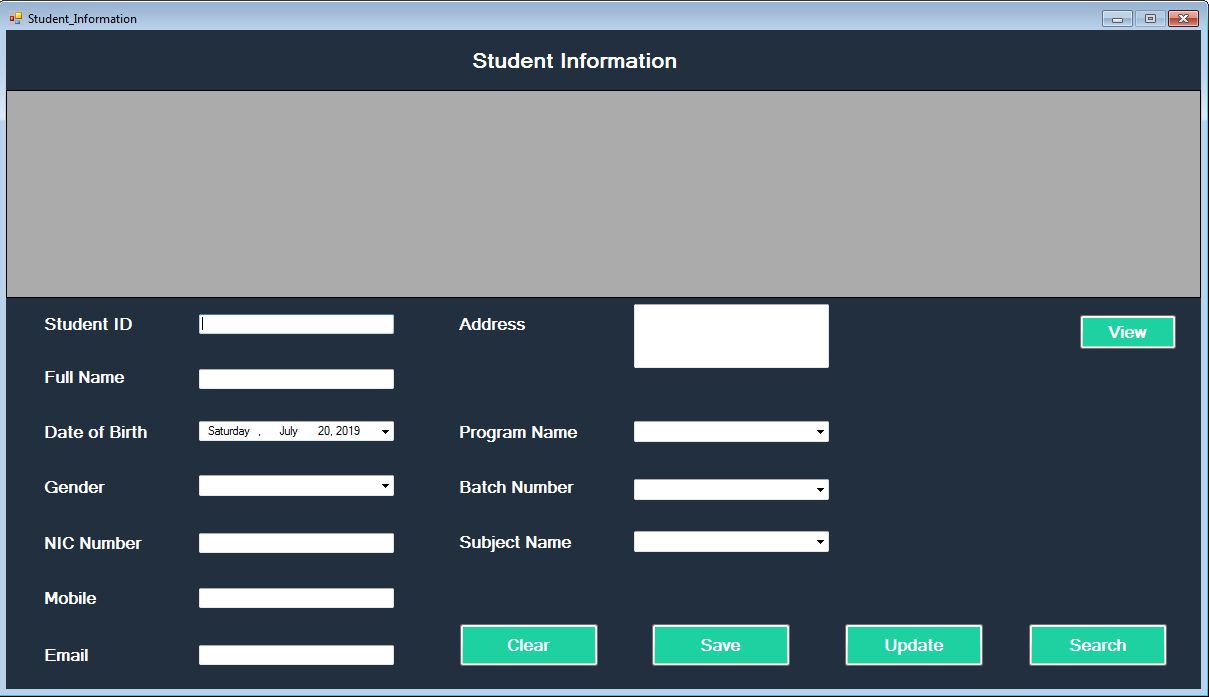 Student_Information
Student Information
Student ID
Address
View
Full Name
Date of Birth
Saturday , July 20, 2019
Program Name
Gender
Batch Number
NIC Number
Subject Name
Mobile
Email
Clear
Save
Update
Search